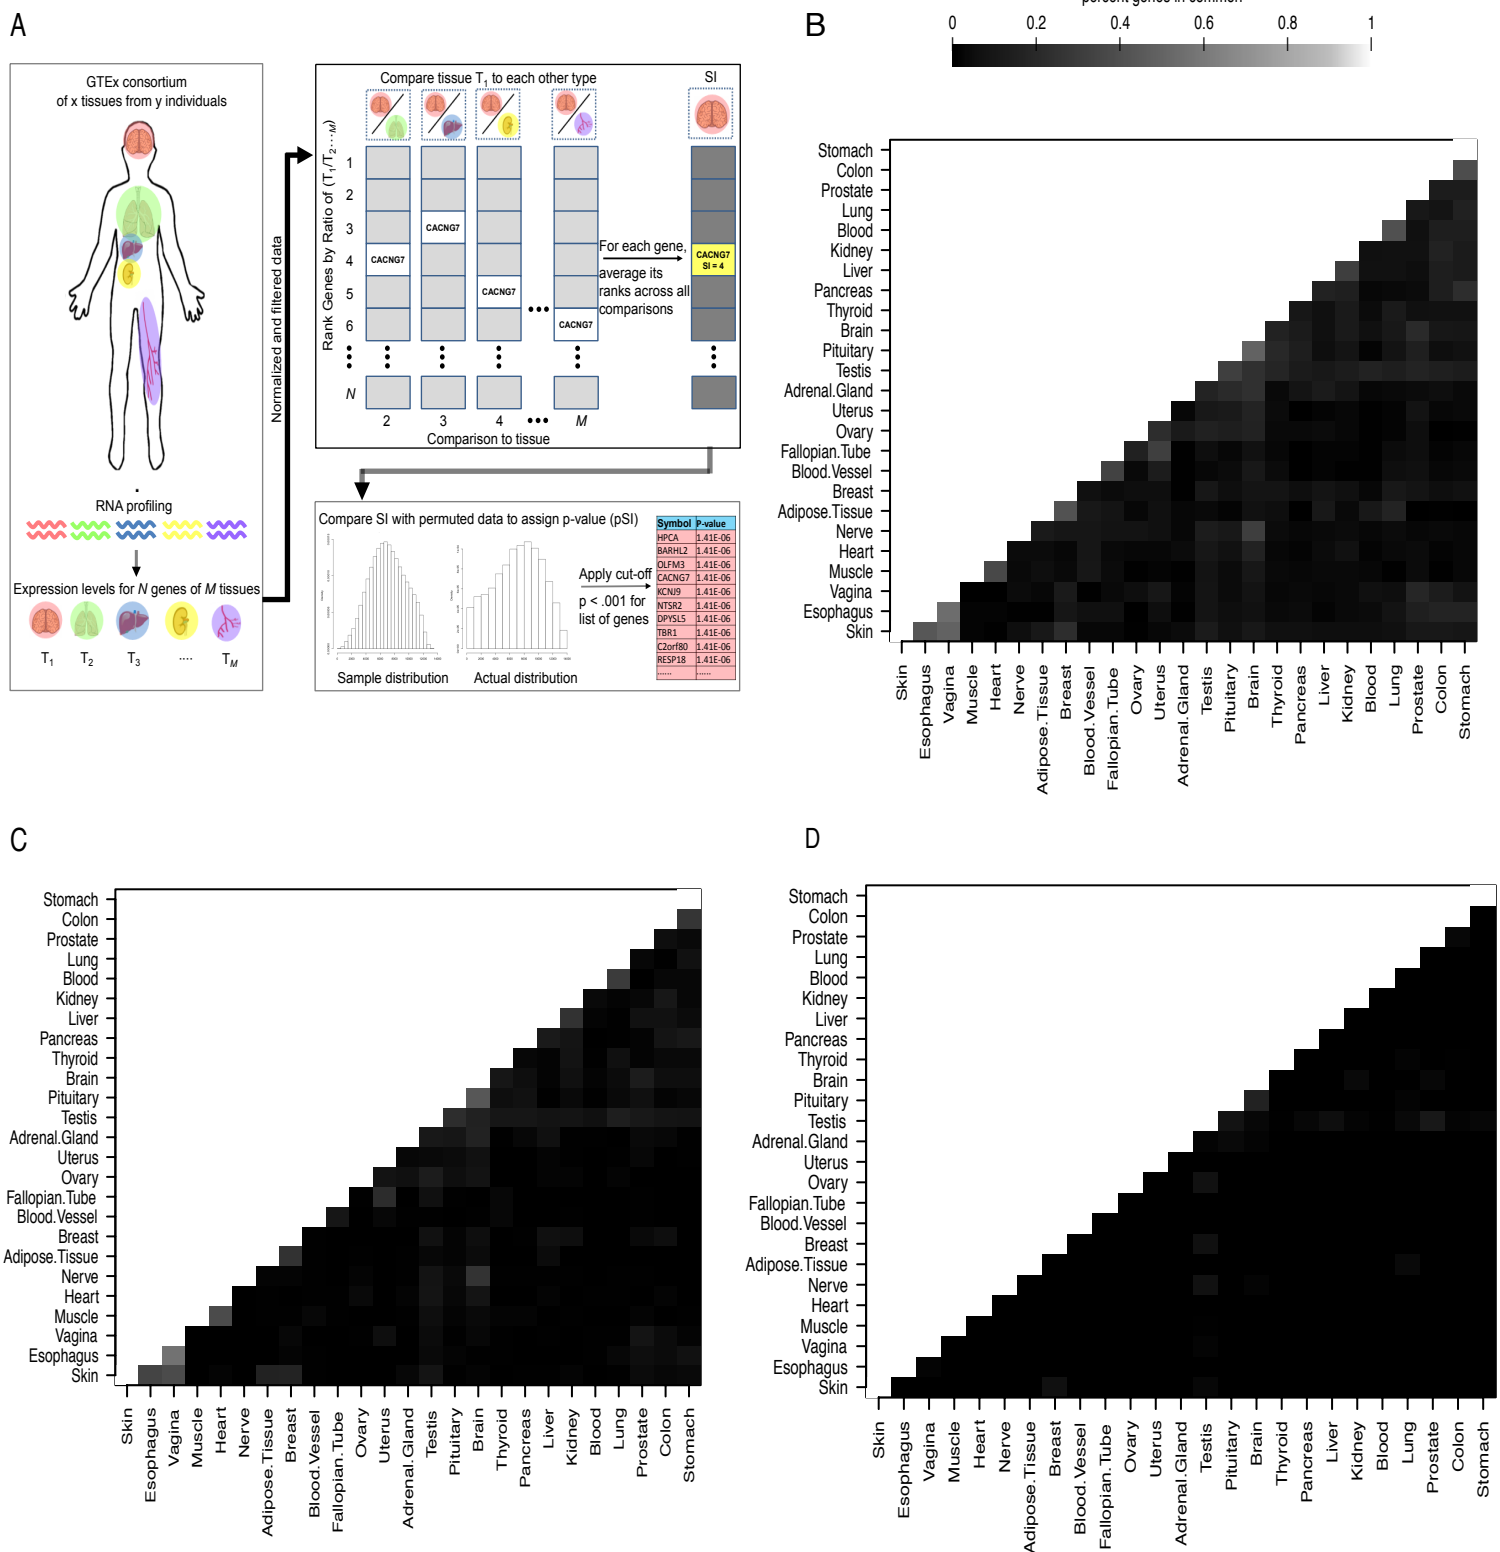 A
GTEx consortium
of x tissues from y individuals
RNA profiling
Expression levels for N genes of M tissues
T1 T2 T3 .... TM
Normalized and filtered data
Compare tissue T1 to each other type
SI
Rank Genes by Ratio of (T1/T2...M)
1
2
3
4
5
6
N
CACNG7
CACNG7
CACNG7
CACNG7
For each gene,
average its
ranks across all
comparisons
CACNG7
SI = 4
2 3 4 M
Comparison to tissue
Compare SI with permuted data to assign p-value (pSI)
Sample distribution
Actual distribution
Apply cut-off
p < .001 for
list of genes
Symbol P-value
HPCA 1.41E-06
BARHL2 1.41E-06
OLFM3 1.41E-06
CACNG7 1.41E-06
KCNJ9 1.41E-06
NTSR2 1.41E-06
DPYSL5 1.41E-06
TBR1 1.41E-06
C2orf80 1.41E-06
RESP18 1.41E-06
...... ......
B
percent genes in common
0 0.2 0.4 0.6 0.8 1
Stomach
Colon
Prostate
Lung
Blood
Kidney
Liver
Pancreas
Thyroid
Brain
Pituitary
Testis
Adrenal.Gland
Uterus
Ovary
Fallopian.Tube
Blood.Vessel
Breast
Adipose.Tissue
Nerve
Heart
Muscle
Vagina
Esophagus
Skin
Skin
Esophagus
Vagina
Muscle
Heart
Nerve
Adipose.Tissue
Breast
Blood.Vessel
Fallopian.Tube
Ovary
Uterus
Adrenal.Gland
Testis
Pituitary
Brain
Thyroid
Pancreas
Liver
Kidney
Blood
Lung
Prostate
Colon
Stomach
C
Stomach
Colon
Prostate
Lung
Blood
Kidney
Liver
Pancreas
Thyroid
Brain
Pituitary
Testis
Adrenal.Gland
Uterus
Ovary
Fallopian.Tube
Blood.Vessel
Breast
Adipose.Tissue
Nerve
Heart
Muscle
Vagina
Esophagus
Skin
Skin
Esophagus
Vagina
Muscle
Heart
Nerve
Adipose.Tissue
Breast
Blood.Vessel
Fallopian.Tube
Ovary
Uterus
Adrenal.Gland
Testis
Pituitary
Brain
Thyroid
Pancreas
Liver
Kidney
Blood
Lung
Prostate
Colon
Stomach
D
Stomach
Colon
Prostate
Lung
Blood
Kidney
Liver
Pancreas
Thyroid
Brain
Pituitary
Testis
Adrenal.Gland
Uterus
Ovary
Fallopian.Tube
Blood.Vessel
Breast
Adipose.Tissue
Nerve
Heart
Muscle
Vagina
Esophagus
Skin
Skin
Esophagus
Vagina
Muscle
Heart
Nerve
Adipose.Tissue
Breast
Blood.Vessel
Fallopian.Tube
Ovary
Uterus
Adrenal.Gland
Testis
Pituitary
Brain
Thyroid
Pancreas
Liver
Kidney
Blood
Lung
Prostate
Colon
Stomach